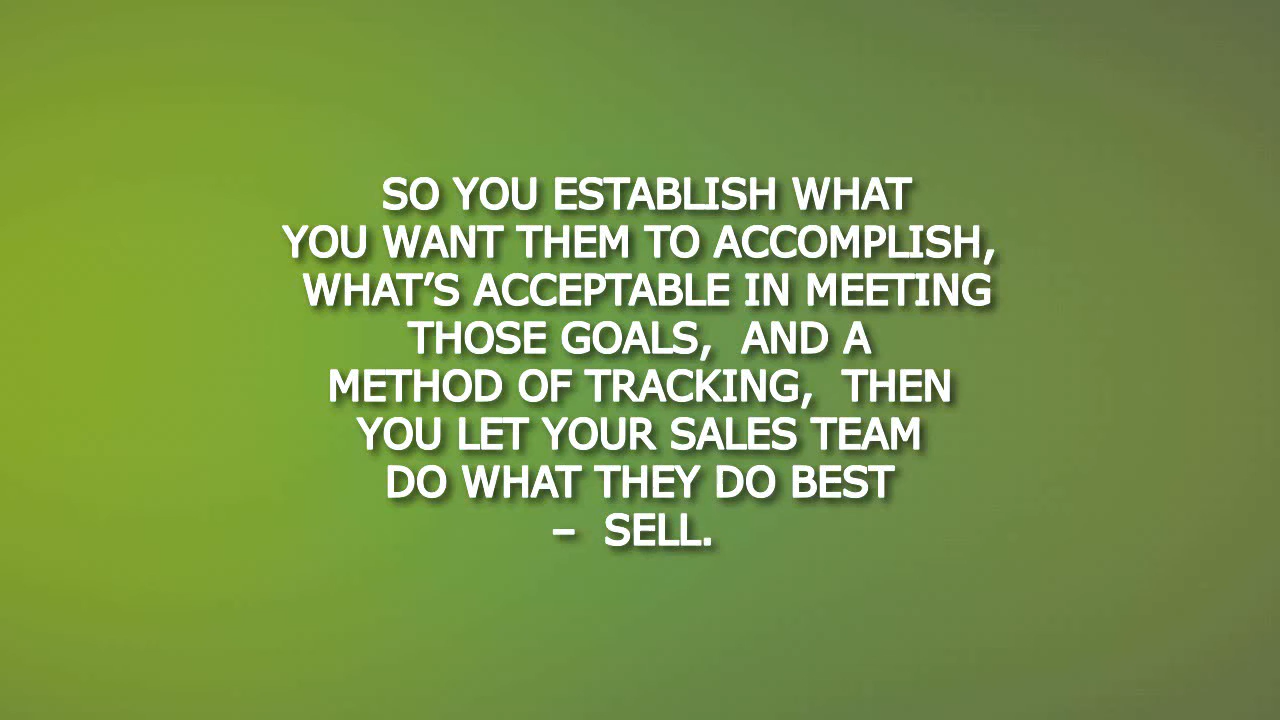 SO YOU ESTABLISH WHAT
YOU WANT THEM TO ACCOMPLISH,
WHAT’S ACCEPTABLE IN MEETING
THOSE GOALS,  AND A
METHOD OF TRACKING,  THEN
YOU LET YOUR SALES TEAM
DO WHAT THEY DO BEST
–  SELL.